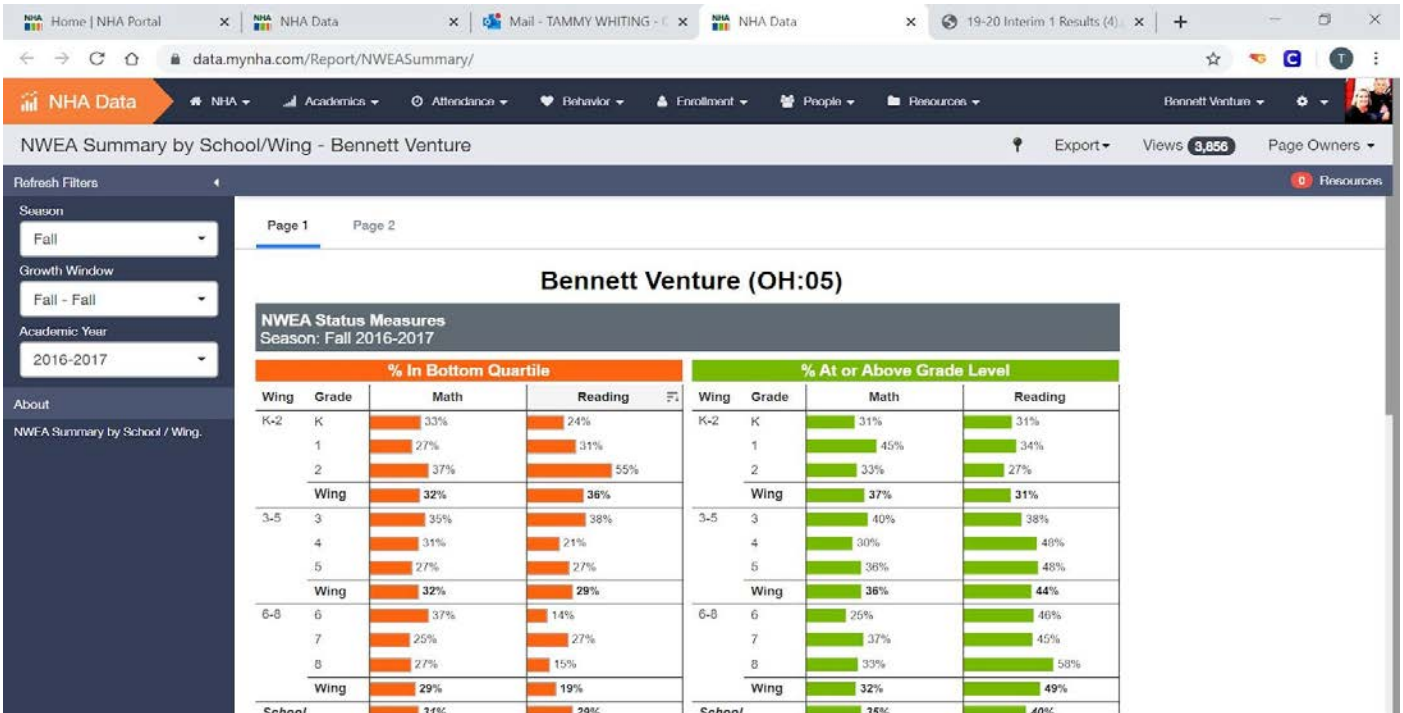 NHA Home | NHA Portal × NHA NHA Data × Mail - TAMMY WHITING - × NHA NHA Data × 19-20 Interim 1 Results (4) × +
data.mynha.com/Report/NWEASummary/ C T
NHA Data NHA Academics Attendance Behavior Enrollment People Resources Bennett Venture
NWEA Summary by School/Wing - Bennett Venture Export Views 3,856 Page Owners
Refresh Filters 0 Resources
Season
Fall
Growth Window
Fall - Fall
Academic Year
2016-2017
About
NWEA Summary by School / Wing.
Page 1 Page 2
Bennett Venture (OH:05)
NWEA Status Measures
Season: Fall 2016-2017
% In Bottom Quartile % At or Above Grade Level
Wing Grade Math Reading Wing Grade Math Reading
K-2 K 33% 24% K-2 K 31% 31%
1 27% 31% 1 45% 34%
2 37% 55% 2 33% 27%
Wing 32% 36% Wing 37% 31%
3-5 3 35% 38% 3-5 3 40% 38%
4 31% 21% 4 30% 48%
5 27% 27% 5 36% 48%
Wing 32% 29% Wing 36% 44%
6-8 6 37% 14% 6-8 6 25% 46%
7 25% 27% 7 37% 45%
8 27% 15% 8 33% 58%
Wing 29% 19% Wing 32% 49%
School 31% 29% School 35% 40%